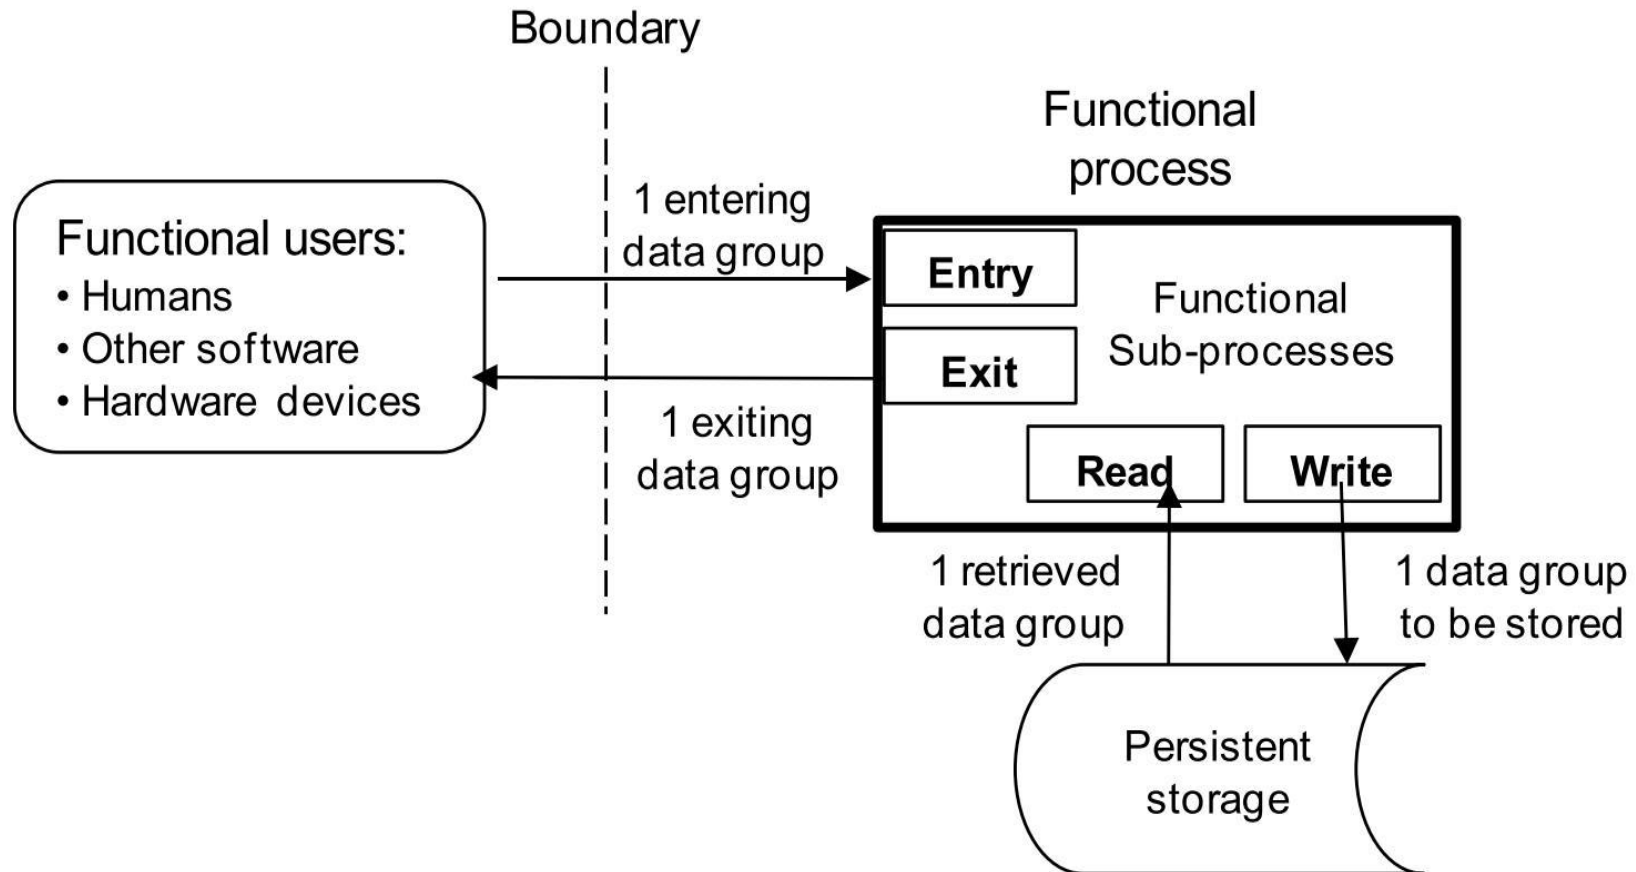 Boundary
Functional
process
1 entering
data group
Functional users:
• Humans
• Other software
• Hardware devices
Entry
Functional
Sub-processes
Exit
1 exiting
data group
Read
Write
1 retrieved
data group
1 data group
to be stored
Persistent
storage